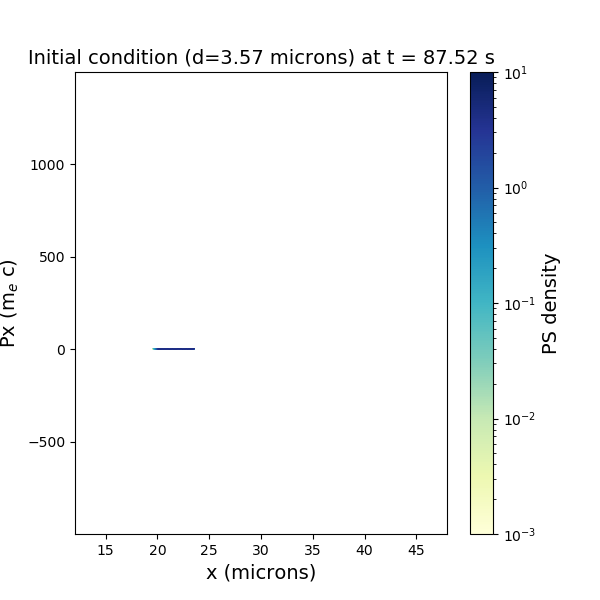 Initial condition (d=3.57 microns) at t = 87.52 s
1000
500
0
−500
Px (mₑ c)
15 20 25 30 35 40 45
x (microns)
10¹
10⁰
10⁻¹
10⁻²
10⁻³
PS density